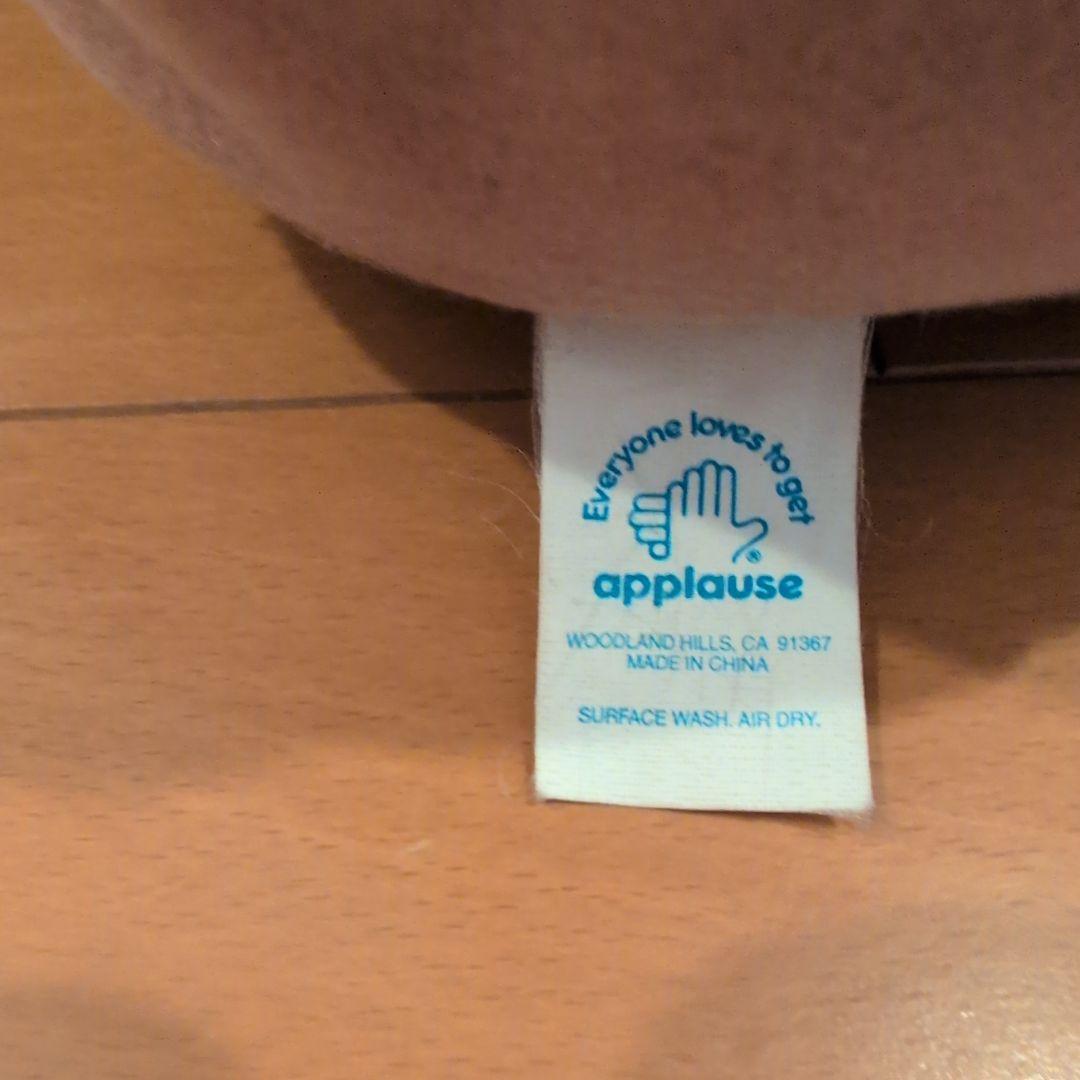 Everyone loves to get
®
applause
WOODLAND HILLS, CA 91367
MADE IN CHINA
SURFACE WASH. AIR DRY.